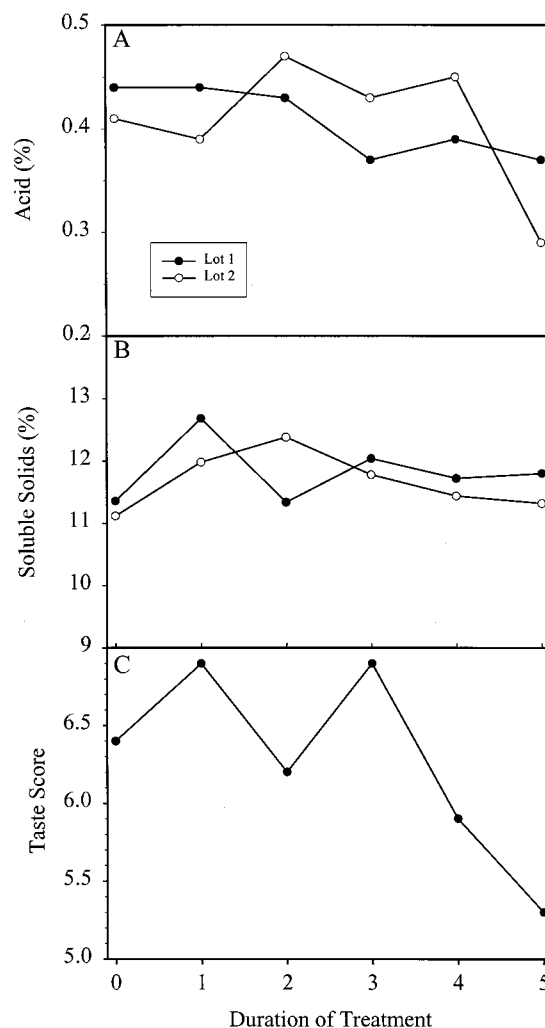 A
0.5
0.4
0.3
0.2
Acid (%)
Lot 1
Lot 2
B
13
12
11
10
9
Soluble Solids (%)
C
6.5
6.0
5.5
5.0
Taste Score
0 1 2 3 4 5
Duration of Treatment